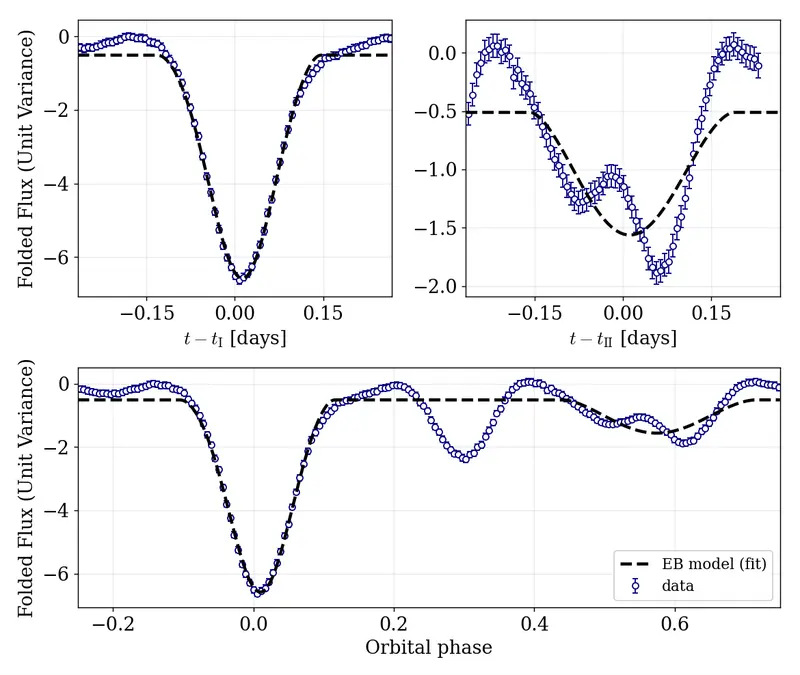 Folded Flux (Unit Variance)
0
−2
−4
−6
−0.15 0.00 0.15
t − t_I [days]
0.0
−0.5
−1.0
−1.5
−2.0
−0.15 0.00 0.15
t − t_II [days]
Folded Flux (Unit Variance)
0
−2
−4
−6
EB model (fit)
data
−0.2 0.0 0.2 0.4 0.6
Orbital phase